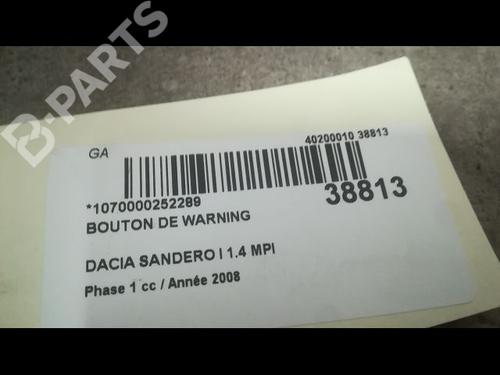 B-PARTS
GA
40200010 38813
*1070000252289
38813
BOUTON DE WARNING
DACIA SANDERO I 1.4 MPI
Phase 1 cc / Année 2008